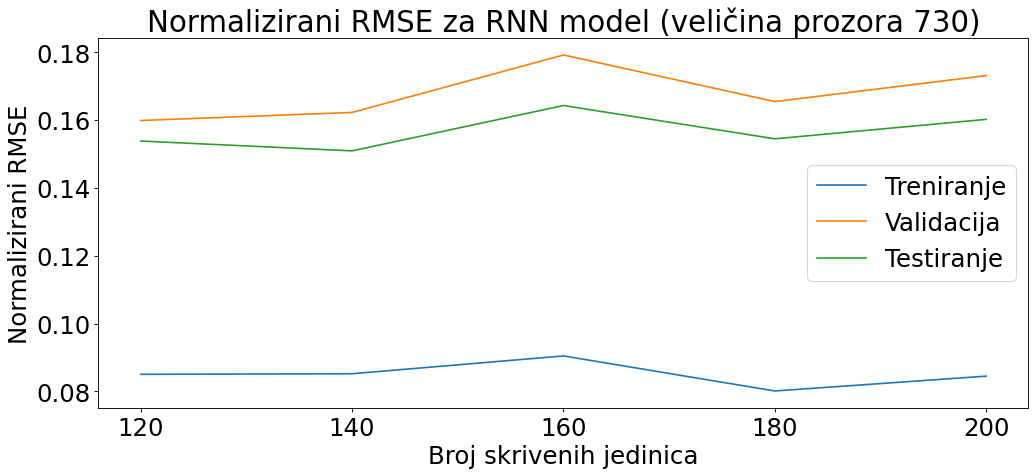 Normalizirani RMSE za RNN model (veličina prozora 730)
Normalizirani RMSE
0.18
0.16
0.14
0.12
0.10
0.08
Treniranje
Validacija
Testiranje
120 140 160 180 200
Broj skrivenih jedinica